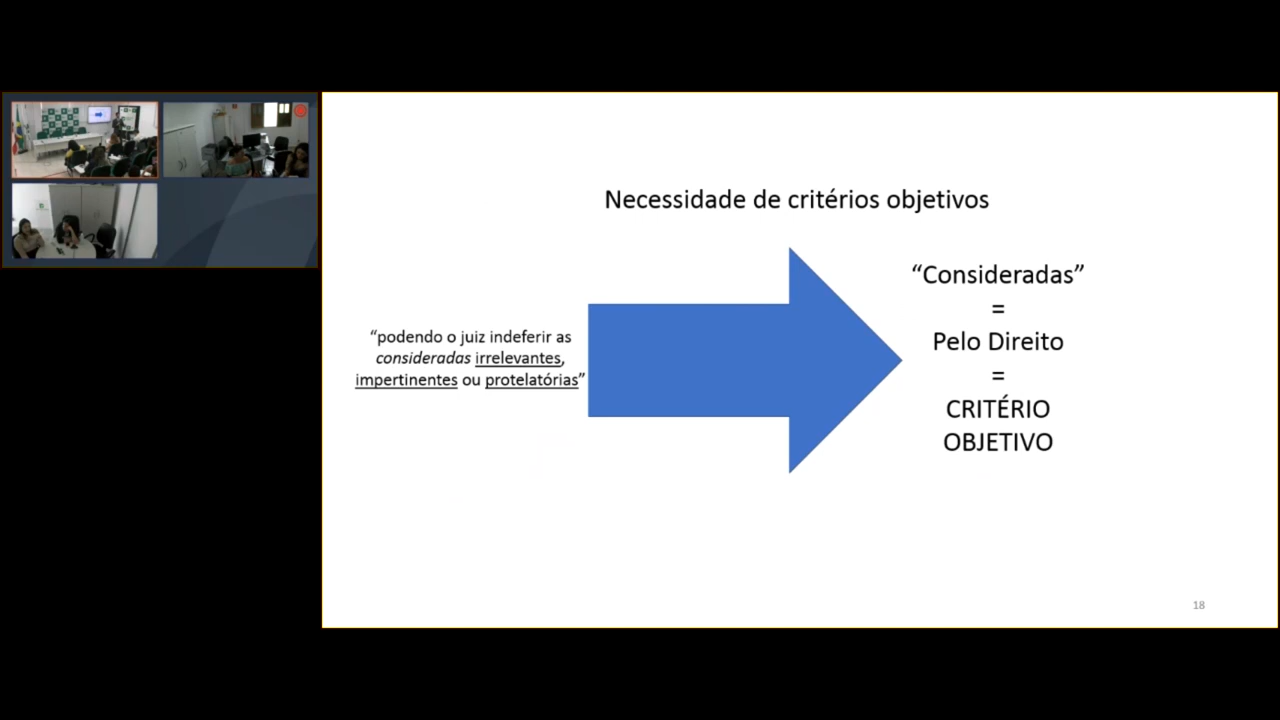 Necessidade de critérios objetivos
“podendo o juiz indeferir as
consideradas irrelevantes,
impertinentes ou protelatórias”
“Consideradas”
=
Pelo Direito
=
CRITÉRIO
OBJETIVO
18